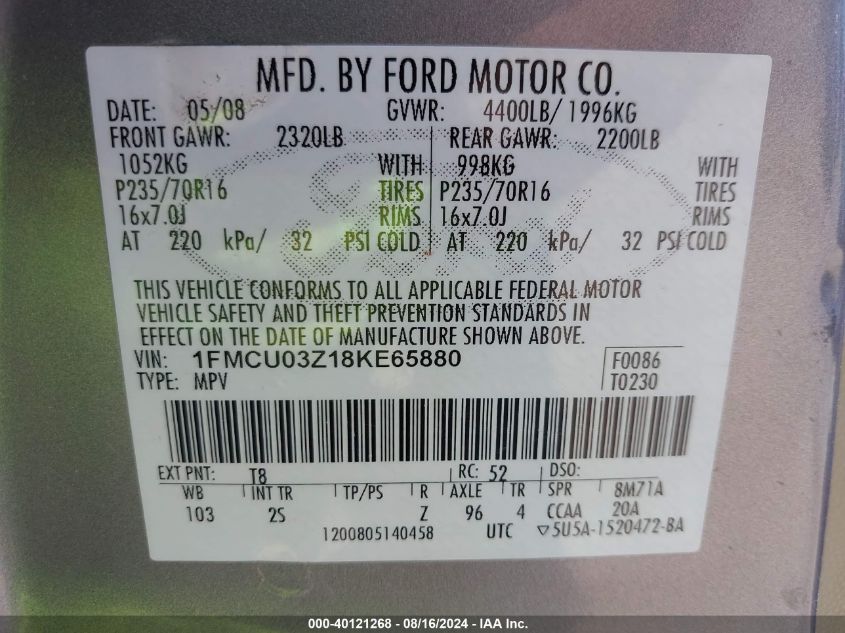 MFD. BY FORD MOTOR CO.
DATE: 05/08 GVWR: 4400LB/ 1996KG
FRONT GAWR: 2320LB REAR GAWR: 2200LB
1052KG WITH 998KG WITH
P235/70R16 TIRES P235/70R16 TIRES
16x7.0J RIMS 16x7.0J RIMS
AT 220 kPa/ 32 PSI COLD AT 220 kPa/ 32 PSI COLD
THIS VEHICLE CONFORMS TO ALL APPLICABLE FEDERAL MOTOR
VEHICLE SAFETY AND THEFT PREVENTION STANDARDS IN
EFFECT ON THE DATE OF MANUFACTURE SHOWN ABOVE.
VIN: 1FMCU03Z18KE65880 F0086
TYPE: MPV T0230
EXT PNT: T8 RC: 52 DSO:
WB INT TR TP/PS R AXLE TR SPR 8M71A
103 2S Z 96 4 CCAA 20A
1200805140458 UTC ▽5U5A-1520472-BA
000-40121268 - 08/16/2024 - IAA Inc.